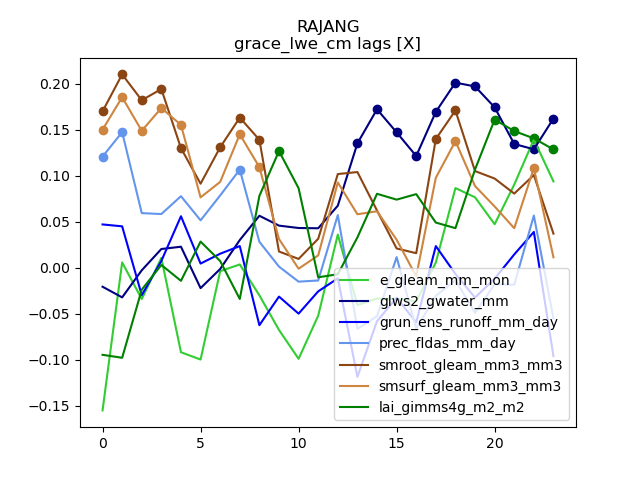 RAJANG
grace_lwe_cm lags [X]
0.20
0.15
0.10
0.05
0.00
−0.05
−0.10
−0.15
e_gleam_mm_mon
glws2_gwater_mm
grun_ens_runoff_mm_day
prec_fldas_mm_day
smroot_gleam_mm3_mm3
smsurf_gleam_mm3_mm3
lai_gimms4g_m2_m2
0 5 10 15 20